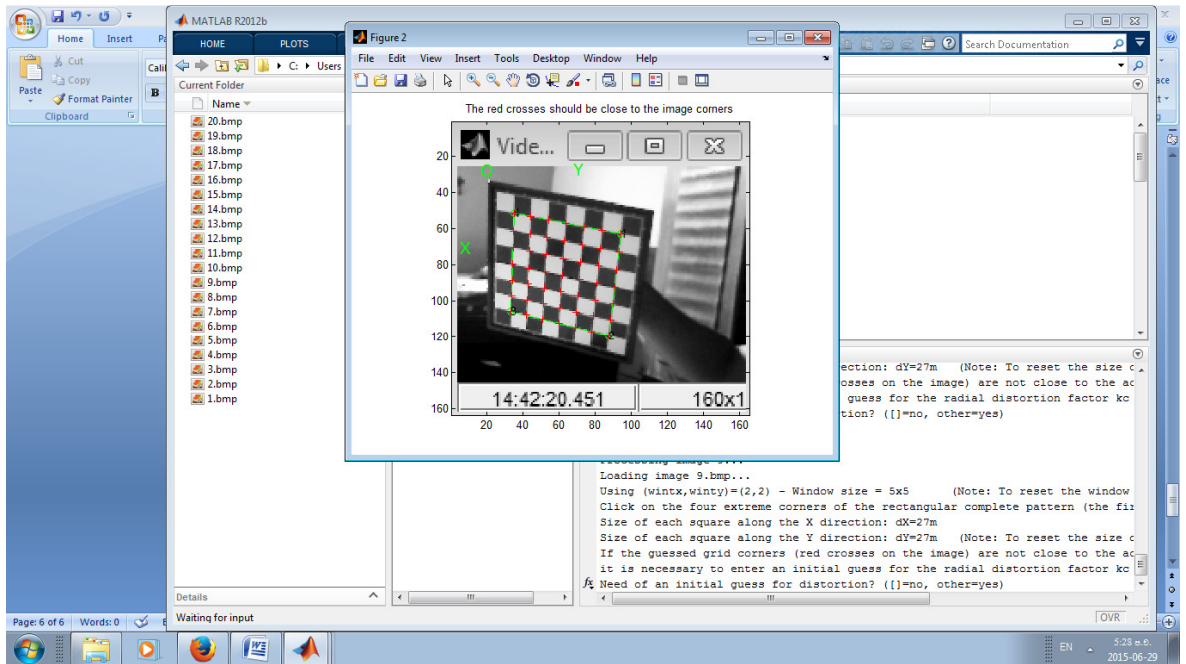 Home Insert
Cut
Copy
Paste
Format Painter
Clipboard
Cali
B
MATLAB R2012b
HOME PLOTS
Search Documentation
C: Users
Current Folder
Name
20.bmp
19.bmp
18.bmp
17.bmp
16.bmp
15.bmp
14.bmp
13.bmp
12.bmp
11.bmp
10.bmp
9.bmp
8.bmp
7.bmp
6.bmp
5.bmp
4.bmp
3.bmp
2.bmp
1.bmp
Details
Waiting for input
Figure 2
File Edit View Insert Tools Desktop Window Help
The red crosses should be close to the image corners
Vide...
O Y
X
14:42:20.451 160x1
20
40
60
80
100
120
140
160
20 40 60 80 100 120 140 160
ection: dY=27m (Note: To reset the size
osses on the image) are not close to the ac
guess for the radial distortion factor kc
tion? ([]=no, other=yes)
Loading image 9.bmp...
Using (wintx,winty)=(2,2) - Window size = 5x5 (Note: To reset the window
Click on the four extreme corners of the rectangular complete pattern (the
Size of each square along the X direction: dX=27m
Size of each square along the Y direction: dY=27m (Note: To reset the size
If the guessed grid corners (red crosses on the image) are not close to the ac
it is necessary to enter an initial guess for the radial distortion factor kc
fx Need of an initial guess for distortion? ([]=no, other=yes)
OVR
Page: 6 of 6 Words: 0
EN
2015-06-29